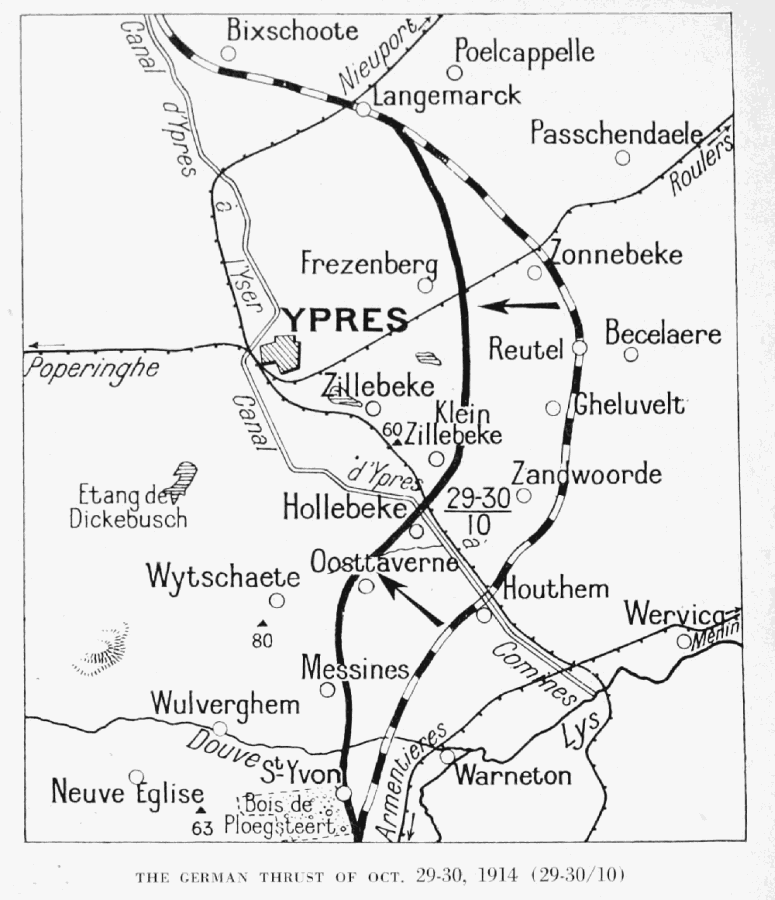 Bixschoote
Poelcappelle
Nieuport
Langemarck
Canal
d'Ypres
à
l'Yser
Passchendaele
Roulers
Zonnebeke
Frezenberg
YPRES
Reutel
Becelaere
Poperinghe
Zillebeke
Gheluvelt
Klein
Zillebeke
60
Canal
d'Ypres
à
Comines
Zandwoorde
29-30
10
Etang de
Dickebusch
Hollebeke
Oosttaverne
Wytschaete
Houthem
80
Wervicq
Menin
Messines
Wulverghem
Douve
Lys
Armentières
Warneton
St Yvon
Neuve Eglise
63
Bois de
Ploegsteert
THE GERMAN THRUST OF OCT. 29-30, 1914 (29-30/10)